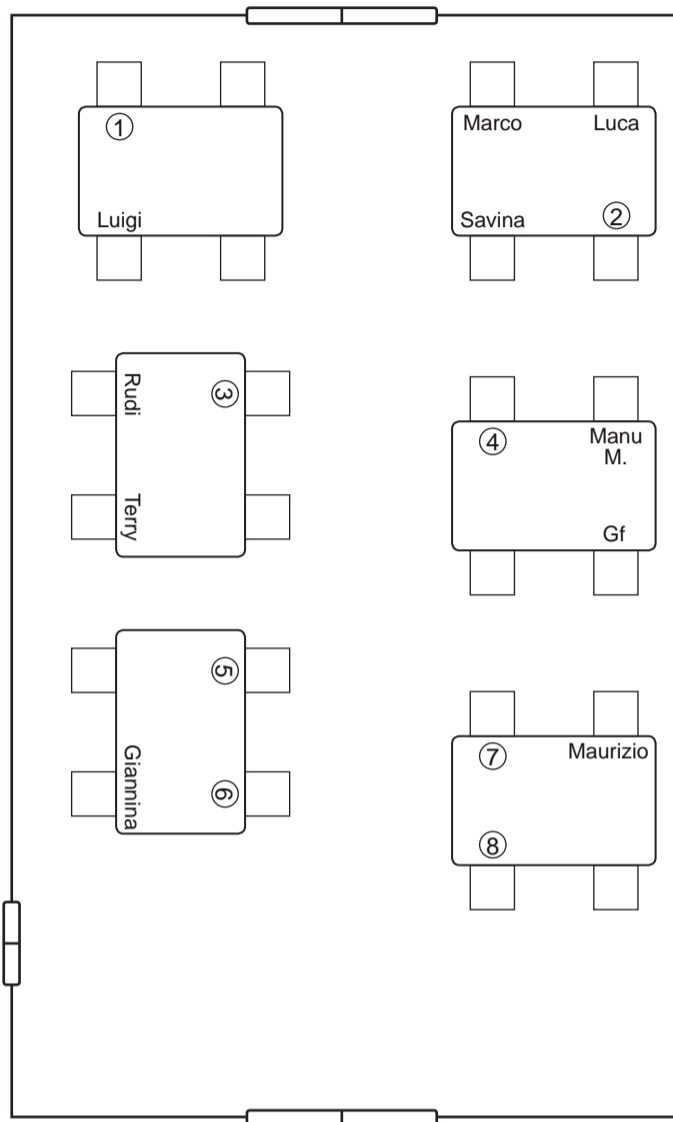 ①
Luigi
Marco
Luca
Savina
②
Rudi
③
Terry
④
Manu
M.
Gf
⑤
Giannina
⑥
⑦
Maurizio
⑧